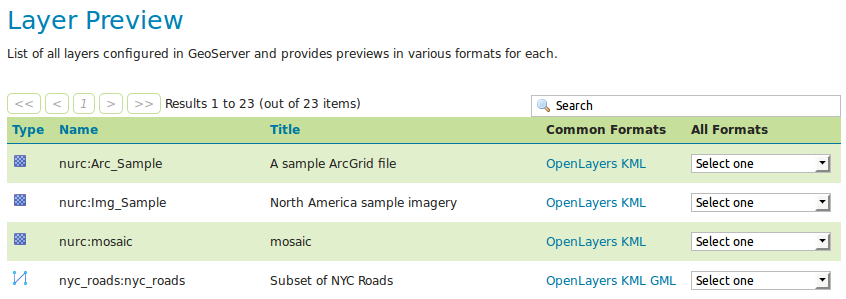 Layer Preview
List of all layers configured in GeoServer and provides previews in various formats for each.
<< < 1 > >> Results 1 to 23 (out of 23 items) Search
Type Name Title Common Formats All Formats
nurc:Arc_Sample A sample ArcGrid file OpenLayers KML Select one
nurc:Img_Sample North America sample imagery OpenLayers KML Select one
nurc:mosaic mosaic OpenLayers KML Select one
nyc_roads:nyc_roads Subset of NYC Roads OpenLayers KML GML Select one